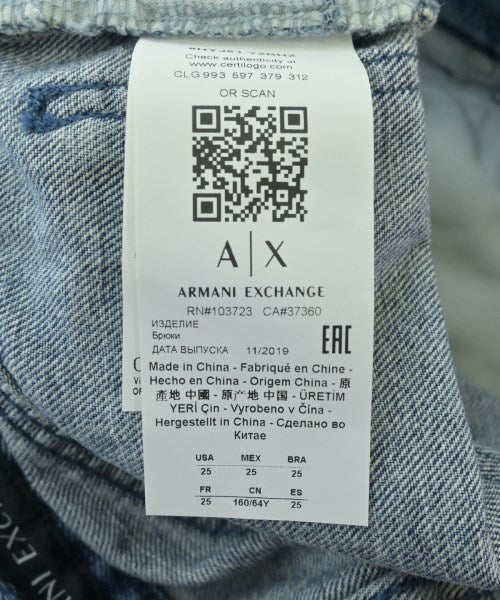 Check authenticity at
www.certilogo.com
CLG 993 597 379 312
OR SCAN
A|X
ARMANI EXCHANGE
RN#103723 CA#37360
ИЗДЕЛИЕ
Брюки
ДАТА ВЫПУСКА 11/2019
EAC
Made in China - Fabriqué en Chine -
Hecho en China - Origem China - 原
產地 中國 - 原产地 中国 - ÜRETİM
YERİ Çin - Vyrobeno v Čína -
Hergestellt in China - Сделано во
Китае
USA MEX BRA
25 25 25
FR CN ES
25 160/64Y 25